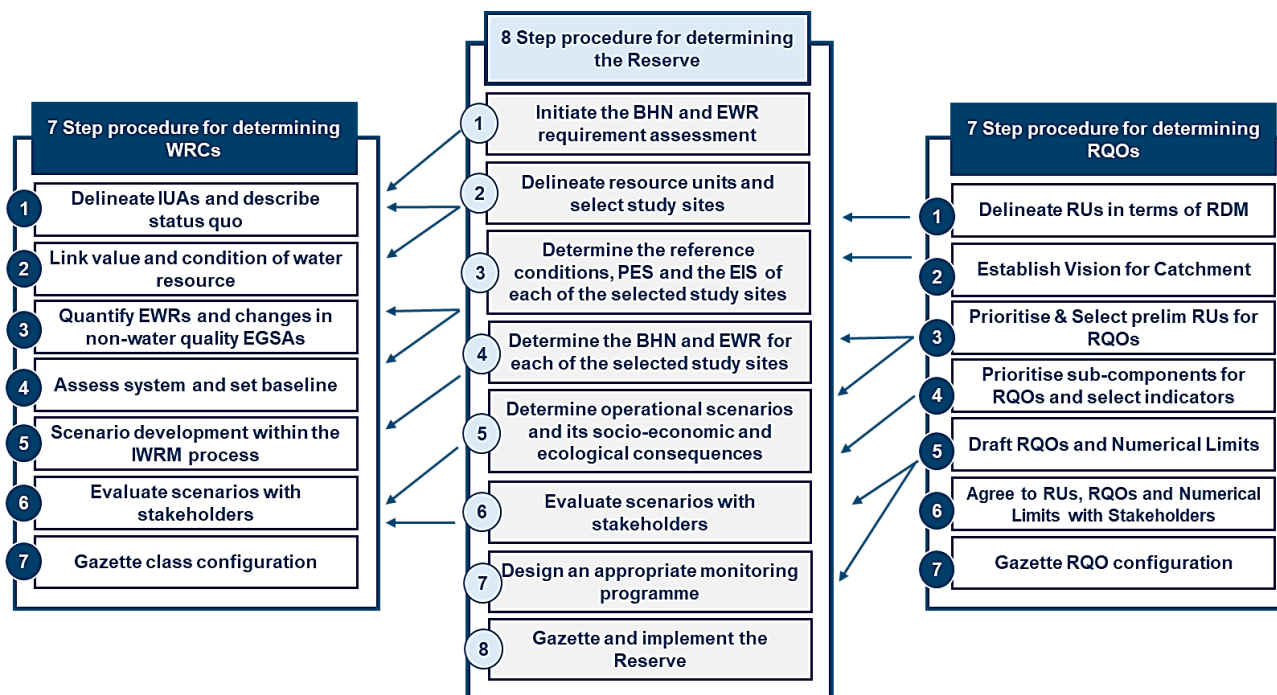 7 Step procedure for determining
WRCs
1
Delineate IUAs and describe
status quo
2
Link value and condition of water
resource
3
Quantify EWRs and changes in
non-water quality EGSAs
4
Assess system and set baseline
5
Scenario development within the
IWRM process
6
Evaluate scenarios with
stakeholders
7
Gazette class configuration
8 Step procedure for determining
the Reserve
1
Initiate the BHN and EWR
requirement assessment
2
Delineate resource units and
select study sites
3
Determine the reference
conditions, PES and the EIS of
each of the selected study sites
4
Determine the BHN and EWR for
each of the selected study sites
5
Determine operational scenarios
and its socio-economic and
ecological consequences
6
Evaluate scenarios with
stakeholders
7
Design an appropriate monitoring
programme
8
Gazette and implement the
Reserve
7 Step procedure for determining
RQOs
1
Delineate RUs in terms of RDM
2
Establish Vision for Catchment
3
Prioritise & Select prelim RUs for
RQOs
4
Prioritise sub-components for
RQOs and select indicators
5
Draft RQOs and Numerical Limits
6
Agree to RUs, RQOs and Numerical
Limits with Stakeholders
7
Gazette RQO configuration